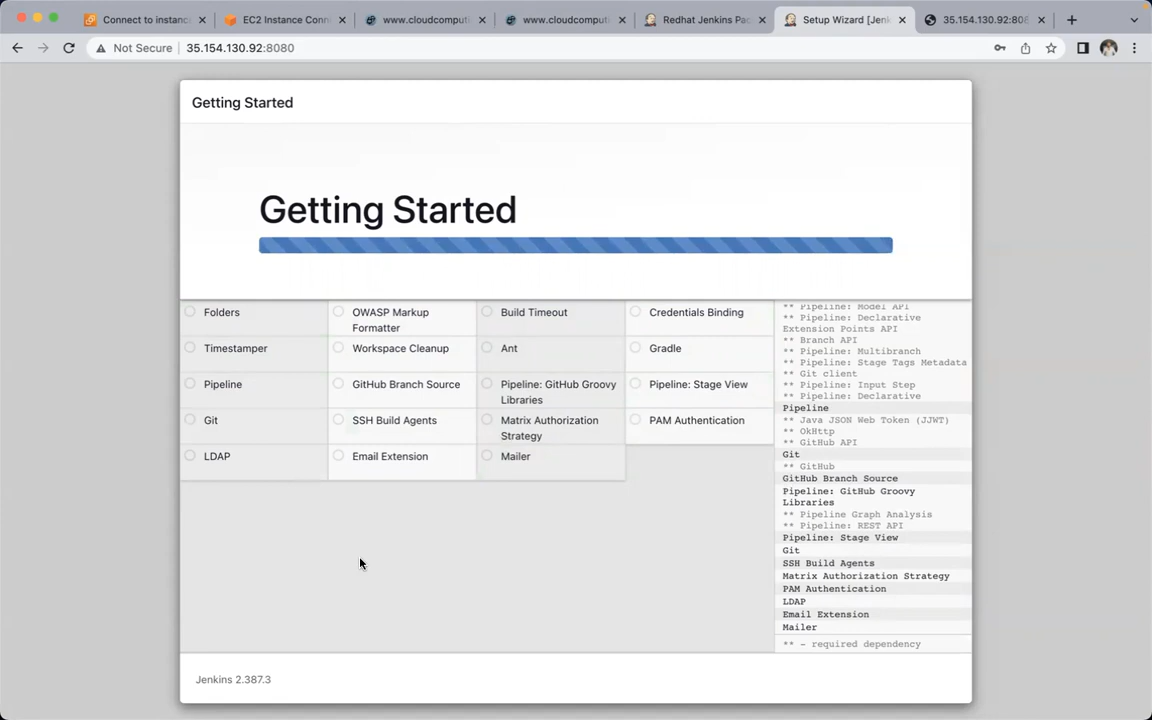 Connect to instanc
EC2 Instance Conn
www.cloudcomputi
www.cloudcomputi
Redhat Jenkins Pac
Setup Wizard [Jenk
35.154.130.92:808
Not Secure
35.154.130.92:8080
Getting Started
Getting Started
Folders
OWASP Markup
Formatter
Build Timeout
Credentials Binding
Timestamper
Workspace Cleanup
Ant
Gradle
Pipeline
GitHub Branch Source
Pipeline: GitHub Groovy
Libraries
Pipeline: Stage View
Git
SSH Build Agents
Matrix Authorization
Strategy
PAM Authentication
LDAP
Email Extension
Mailer
** Pipeline: Model API
** Pipeline: Declarative
Extension Points API
** Branch API
** Pipeline: Multibranch
** Pipeline: Stage Tags Metadata
** Git client
** Pipeline: Input Step
** Pipeline: Declarative
Pipeline
** Java JSON Web Token (JJWT)
** OkHttp
** GitHub API
Git
** GitHub
GitHub Branch Source
Pipeline: GitHub Groovy
Libraries
** Pipeline Graph Analysis
** Pipeline: REST API
Pipeline: Stage View
Git
SSH Build Agents
Matrix Authorization Strategy
PAM Authentication
LDAP
Email Extension
Mailer
** - required dependency
Jenkins 2.387.3